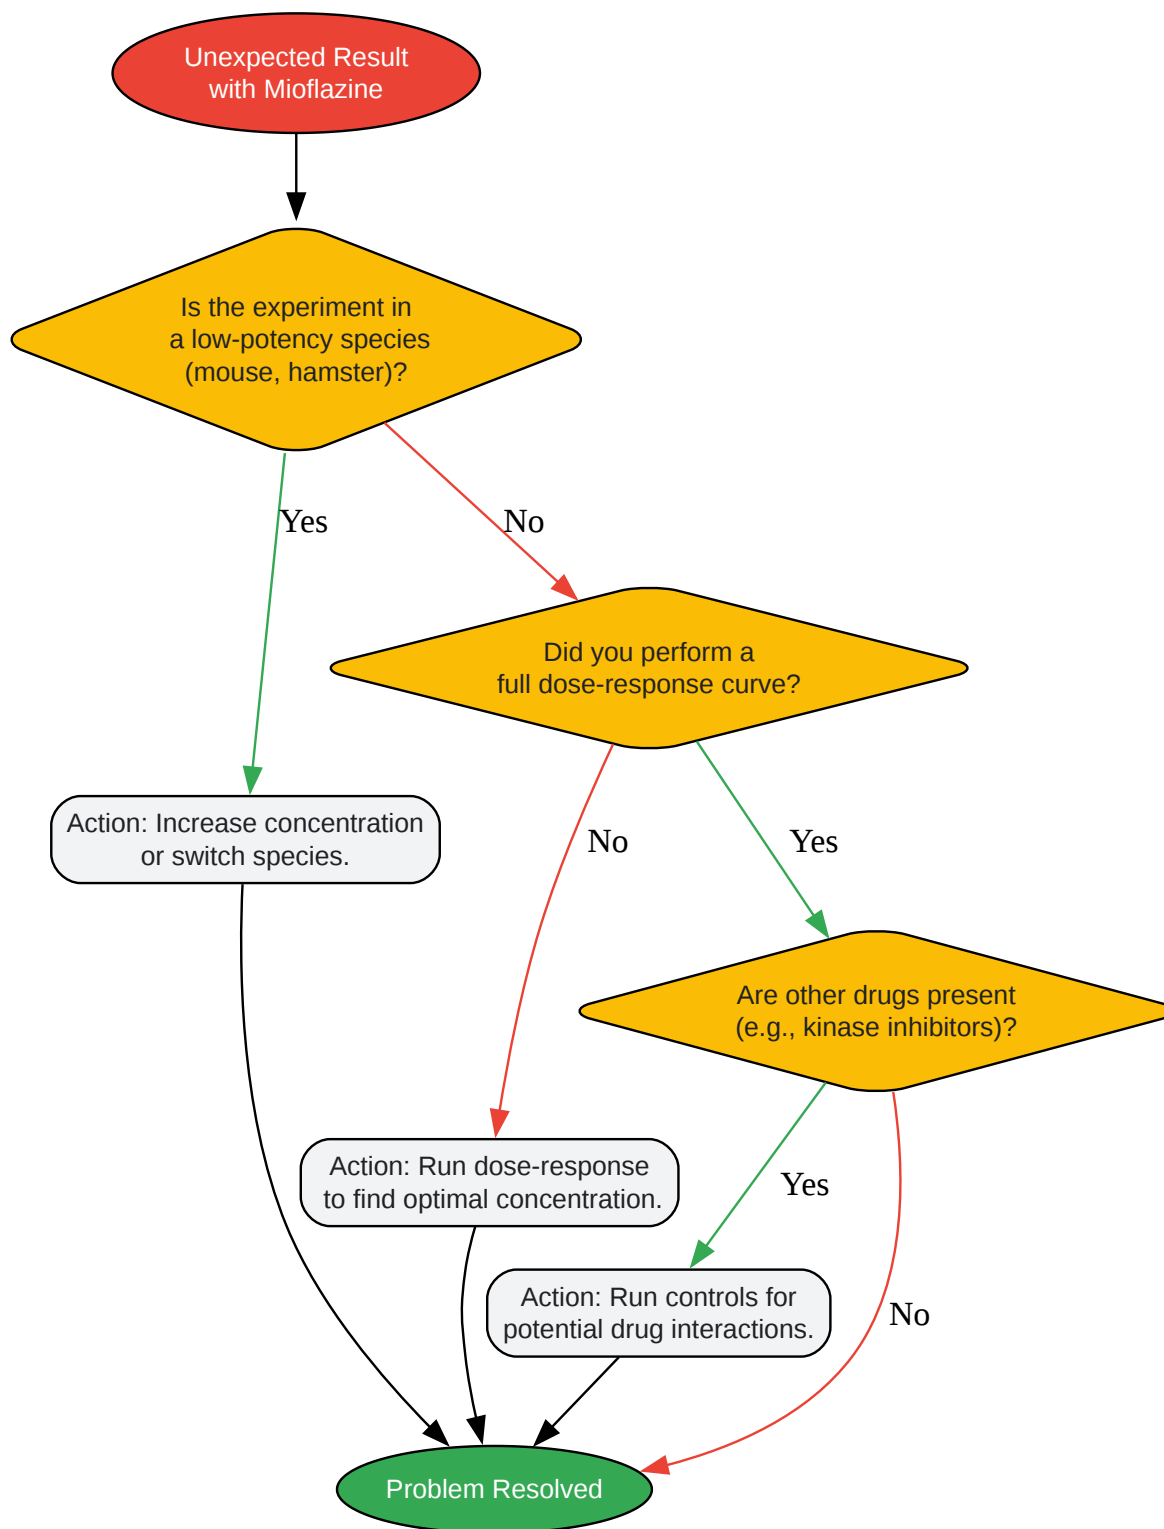 Unexpected Result
with Mioflazine
Is the experiment in
a low-potency species
(mouse, hamster)?
Yes
No
Did you perform a
full dose-response curve?
Action: Increase concentration
or switch species.
No
Yes
Are other drugs present
(e.g., kinase inhibitors)?
Action: Run dose-response
to find optimal concentration.
Yes
Action: Run controls for
potential drug interactions.
No
Problem Resolved